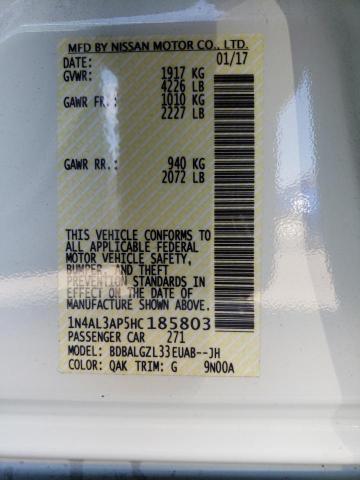 MFD BY NISSAN MOTOR CO., LTD.
DATE: 01/17
GVWR: 1917 KG
4226 LB
GAWR FR.: 1010 KG
2227 LB
GAWR RR.: 940 KG
2072 LB
THIS VEHICLE CONFORMS TO
ALL APPLICABLE FEDERAL
MOTOR VEHICLE SAFETY,
BUMPER, AND THEFT
PREVENTION STANDARDS IN
EFFECT ON THE DATE OF
MANUFACTURE SHOWN ABOVE.
1N4AL3AP5HC185803
PASSENGER CAR 271
MODEL: BDBALGZL33EUAB--JH
COLOR: QAK TRIM: G 9N00A